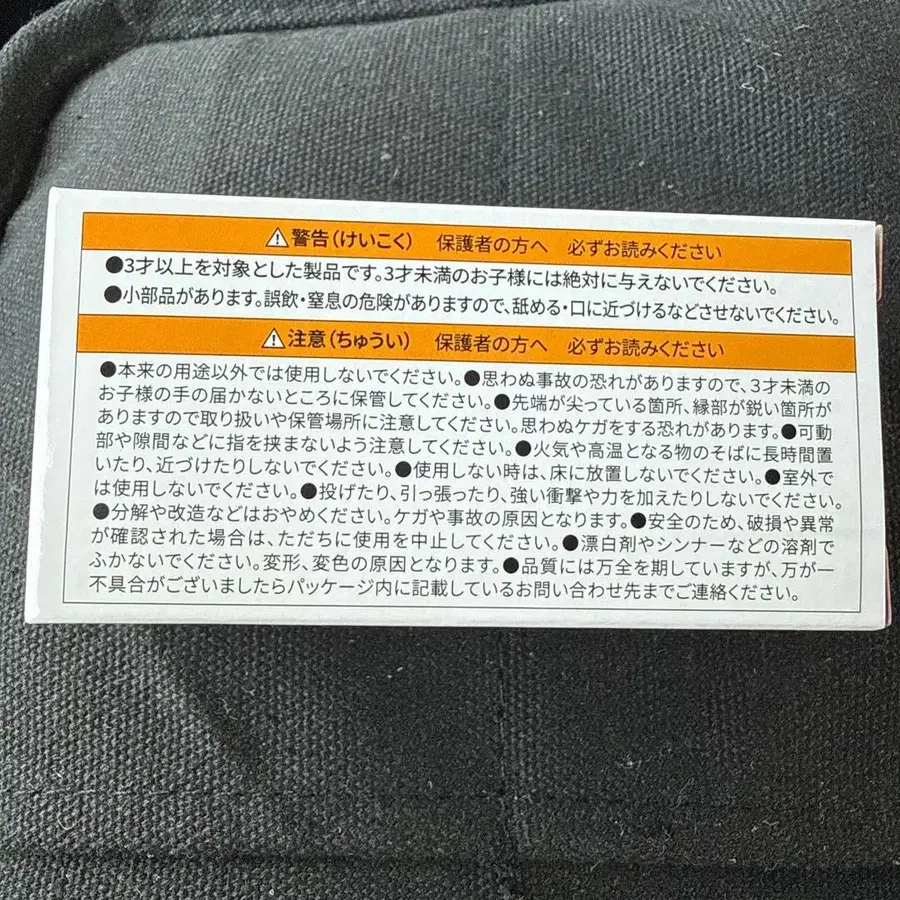 ⚠警告(けいこく) 保護者の方へ 必ずお読みください
●3才以上を対象とした製品です。3才未満のお子様には絶対に与えないでください。
●小部品があります。誤飲・窒息の危険がありますので、舐める・口に近づけるなどさせないでください。
⚠注意(ちゅうい) 保護者の方へ 必ずお読みください
●本来の用途以外では使用しないでください。●思わぬ事故の恐れがありますので、3才未満の
お子様の手の届かないところに保管してください。●先端が尖っている箇所、縁部が鋭い箇所が
ありますので取り扱いや保管場所に注意してください。思わぬケガをする恐れがあります。●可動
部や隙間などに指を挟まないよう注意してください。●火気や高温となる物のそばに長時間置
いたり、近づけたりしないでください。●使用しない時は、床に放置しないでください。●室外で
は使用しないでください。●投げたり、引っ張ったり、強い衝撃や力を加えたりしないでください。
●分解や改造などはおやめください。ケガや事故の原因となります。●安全のため、破損や異常
が確認された場合は、ただちに使用を中止してください。●漂白剤やシンナーなどの溶剤で
ふかないでください。変形、変色の原因となります。●品質には万全を期していますが、万が一
不具合がございましたらパッケージ内に記載しているお問い合わせ先までご連絡ください。